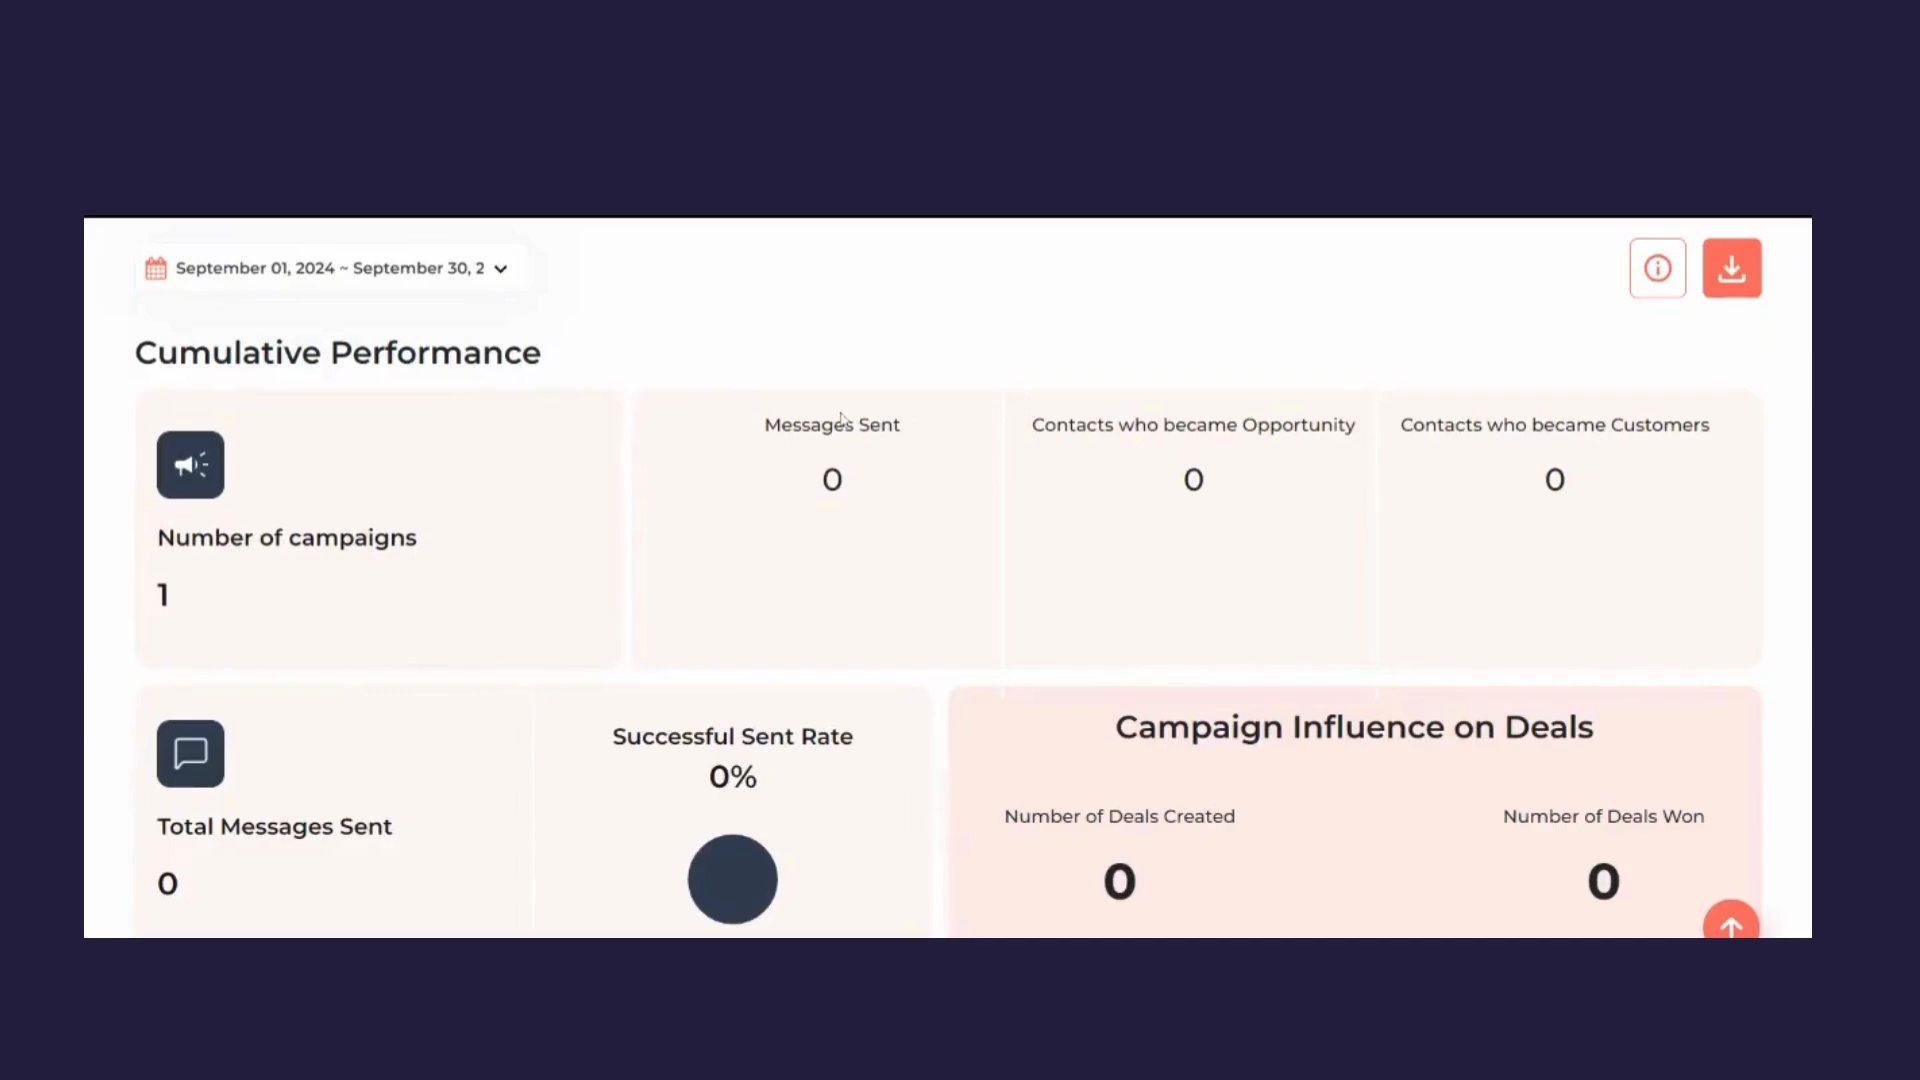 September 01, 2024 ~ September 30, 2
Cumulative Performance
Messages Sent
0
Contacts who became Opportunity
0
Contacts who became Customers
0
Number of campaigns
1
Total Messages Sent
0
Successful Sent Rate
0%
Campaign Influence on Deals
Number of Deals Created
0
Number of Deals Won
0